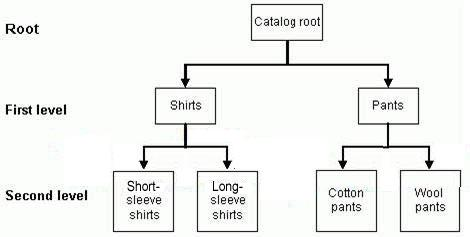 Root
Catalog root
First level
Shirts
Pants
Second level
Short-
sleeve
shirts
Long-
sleeve
shirts
Cotton
pants
Wool
pants